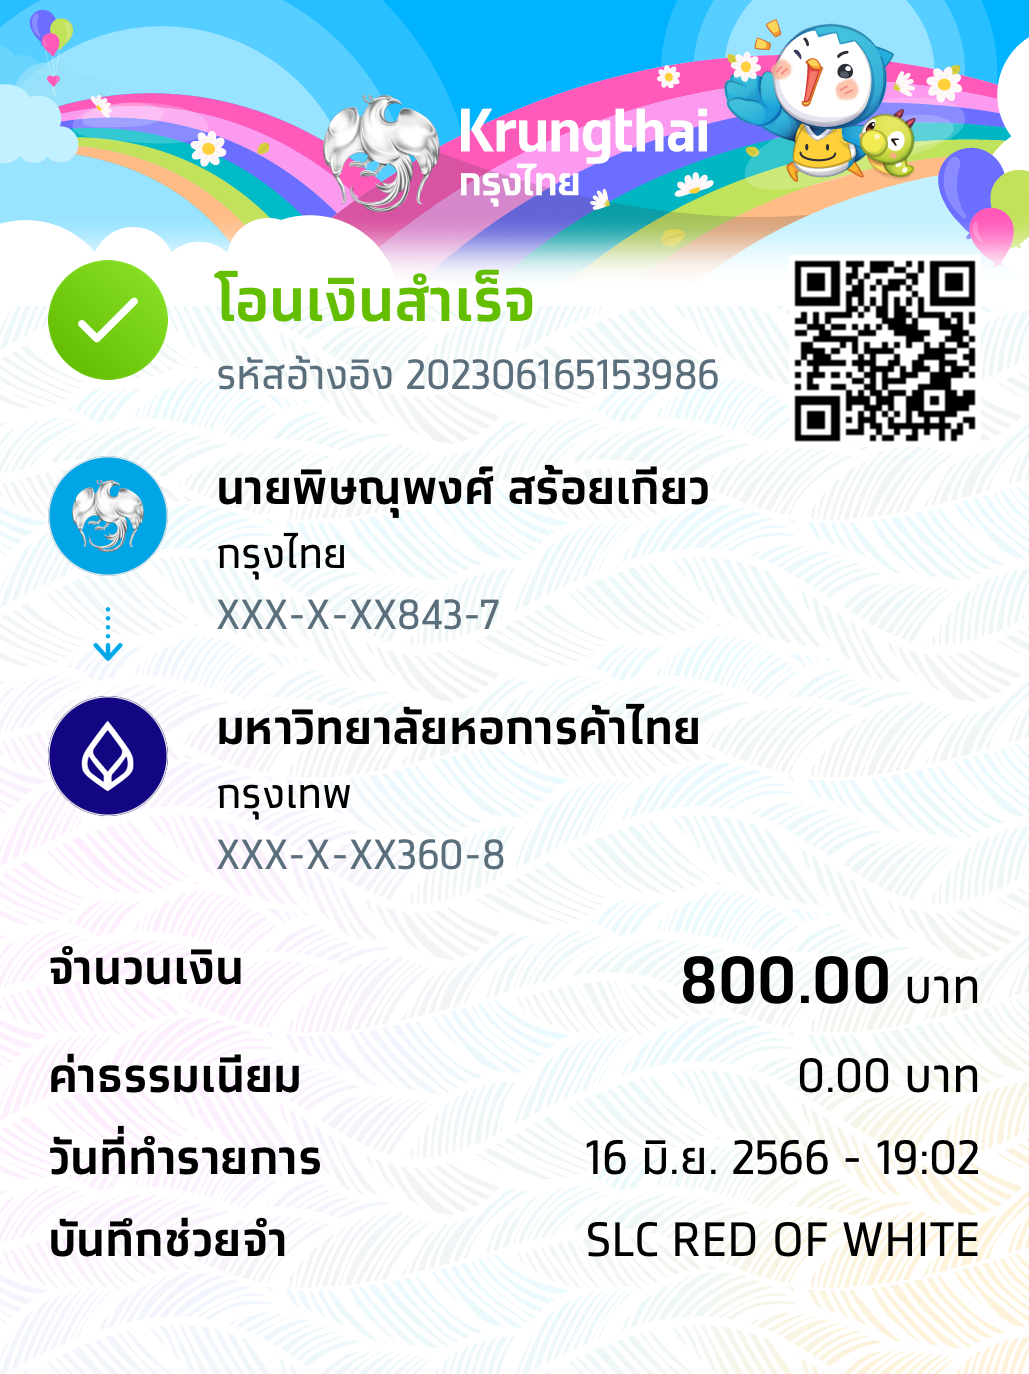 Krungthai
กรุงไทย
โอนเงินสำเร็จ
รหัสอ้างอิง 202306165153986
นายพิษณุพงศ์ สร้อยเกียว
กรุงไทย
XXX-X-XX843-7
มหาวิทยาลัยหอการค้าไทย
กรุงเทพ
XXX-X-XX360-8
จำนวนเงิน 800.00 บาท
ค่าธรรมเนียม 0.00 บาท
วันที่ทำรายการ 16 มิ.ย. 2566 - 19:02
บันทึกช่วยจำ SLC RED OF WHITE